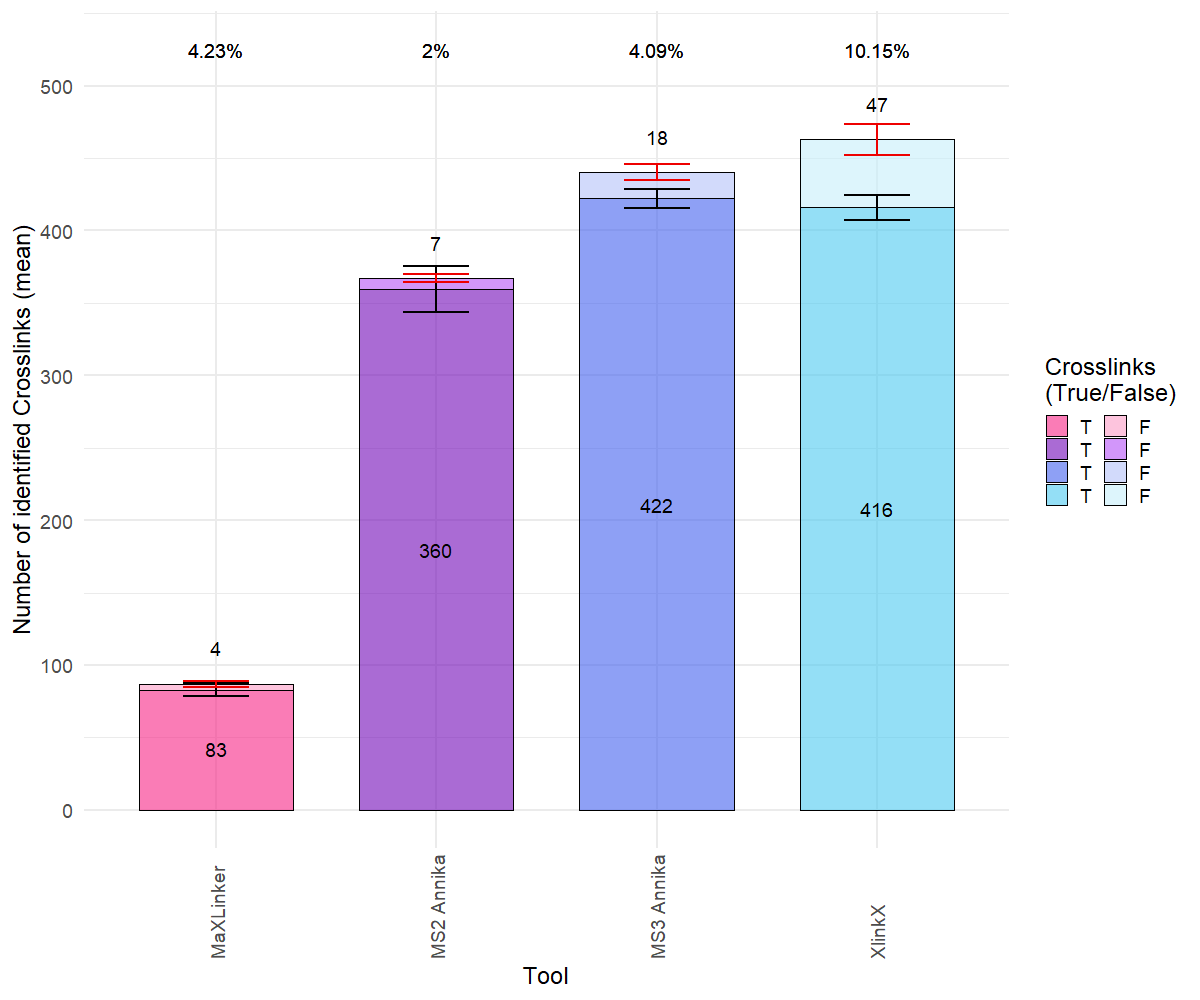 4.23% 2% 4.09% 10.15%
500
47
18
400
7
300
200
422
416
360
100
4
83
0
Number of identified Crosslinks (mean)
MaXLinker
MS2 Annika
MS3 Annika
XlinkX
Tool
Crosslinks
(True/False)
T F
T F
T F
T F